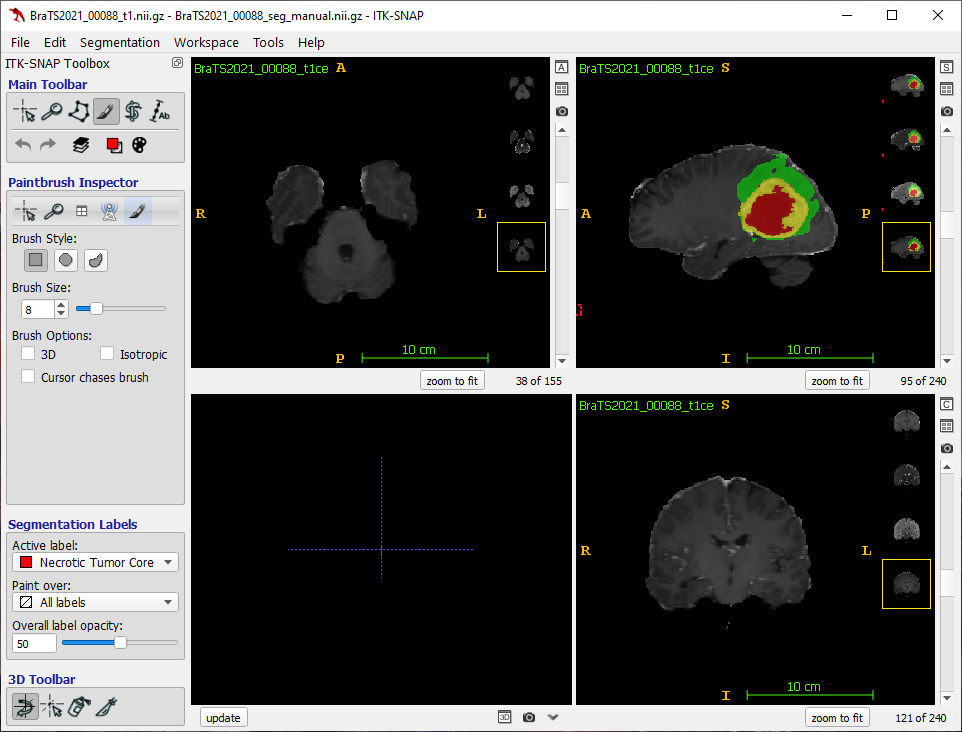 BraTS2021_00088_t1.nii.gz - BraTS2021_00088_seg_manual.nii.gz - ITK-SNAP
File Edit Segmentation Workspace Tools Help
ITK-SNAP Toolbox
Main Toolbar
Ab
Paintbrush Inspector
Brush Style:
Brush Size:
8
Brush Options:
3D Isotropic
Cursor chases brush
Segmentation Labels
Active label:
Necrotic Tumor Core
Paint over:
All labels
Overall label opacity:
50
3D Toolbar
BraTS2021_00088_t1ce A
A
R
L
10 cm
P
zoom to fit 38 of 155
BraTS2021_00088_t1ce S
S
A
P
10 cm
I
zoom to fit 95 of 240
update
3D
BraTS2021_00088_t1ce S
C
R
L
10 cm
I
zoom to fit 121 of 240